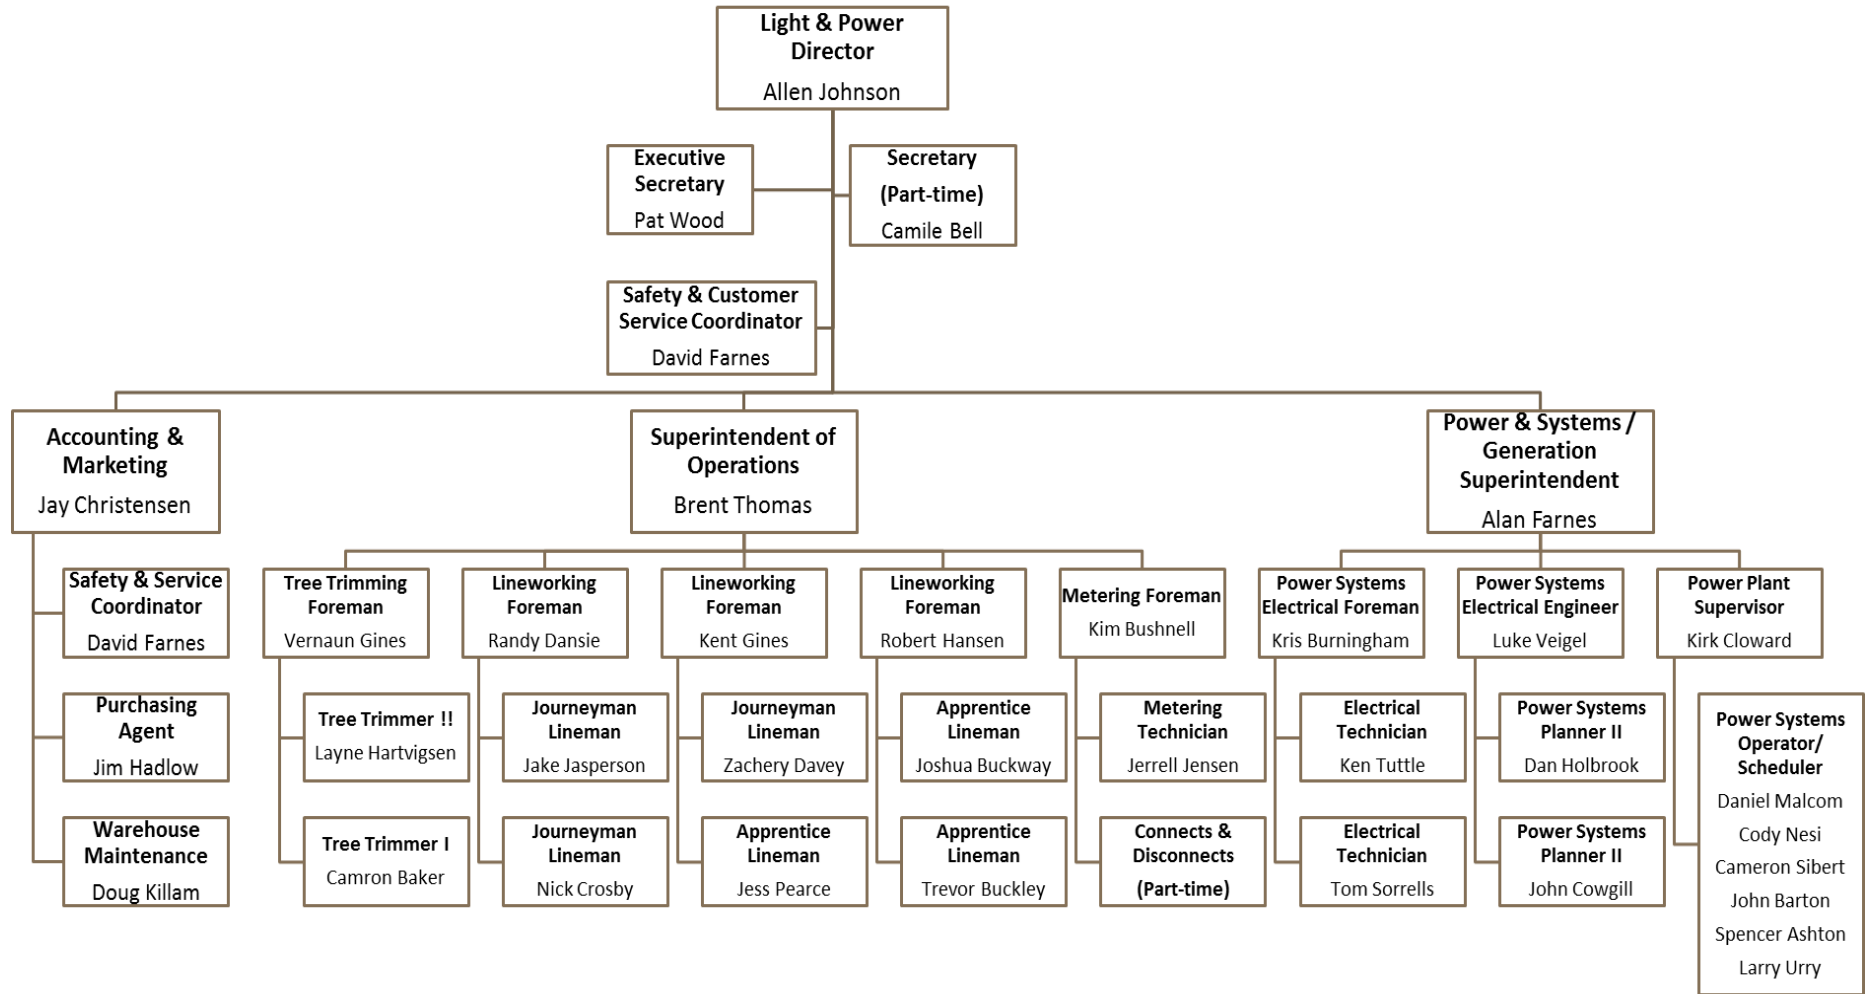 Light & Power
Director
Allen Johnson
Executive
Secretary
Pat Wood
Secretary
(Part-time)
Camile Bell
Safety & Customer
Service Coordinator
David Farnes
Accounting &
Marketing
Jay Christensen
Superintendent of
Operations
Brent Thomas
Power & Systems /
Generation
Superintendent
Alan Farnes
Safety & Service
Coordinator
David Farnes
Purchasing
Agent
Jim Hadlow
Warehouse
Maintenance
Doug Killam
Tree Trimming
Foreman
Vernaun Gines
Tree Trimmer !!
Layne Hartvigsen
Tree Trimmer I
Camron Baker
Lineworking
Foreman
Randy Dansie
Journeyman
Lineman
Jake Jasperson
Journeyman
Lineman
Nick Crosby
Lineworking
Foreman
Kent Gines
Journeyman
Lineman
Zachery Davey
Apprentice
Lineman
Jess Pearce
Lineworking
Foreman
Robert Hansen
Apprentice
Lineman
Joshua Buckway
Apprentice
Lineman
Trevor Buckley
Metering Foreman
Kim Bushnell
Metering
Technician
Jerrell Jensen
Connects &
Disconnects
(Part-time)
Power Systems
Electrical Foreman
Kris Burningham
Electrical
Technician
Ken Tuttle
Electrical
Technician
Tom Sorrells
Power Systems
Electrical Engineer
Luke Veigel
Power Systems
Planner II
Dan Holbrook
Power Systems
Planner II
John Cowgill
Power Plant
Supervisor
Kirk Cloward
Power Systems
Operator/
Scheduler
Daniel Malcom
Cody Nesi
Cameron Sibert
John Barton
Spencer Ashton
Larry Urry